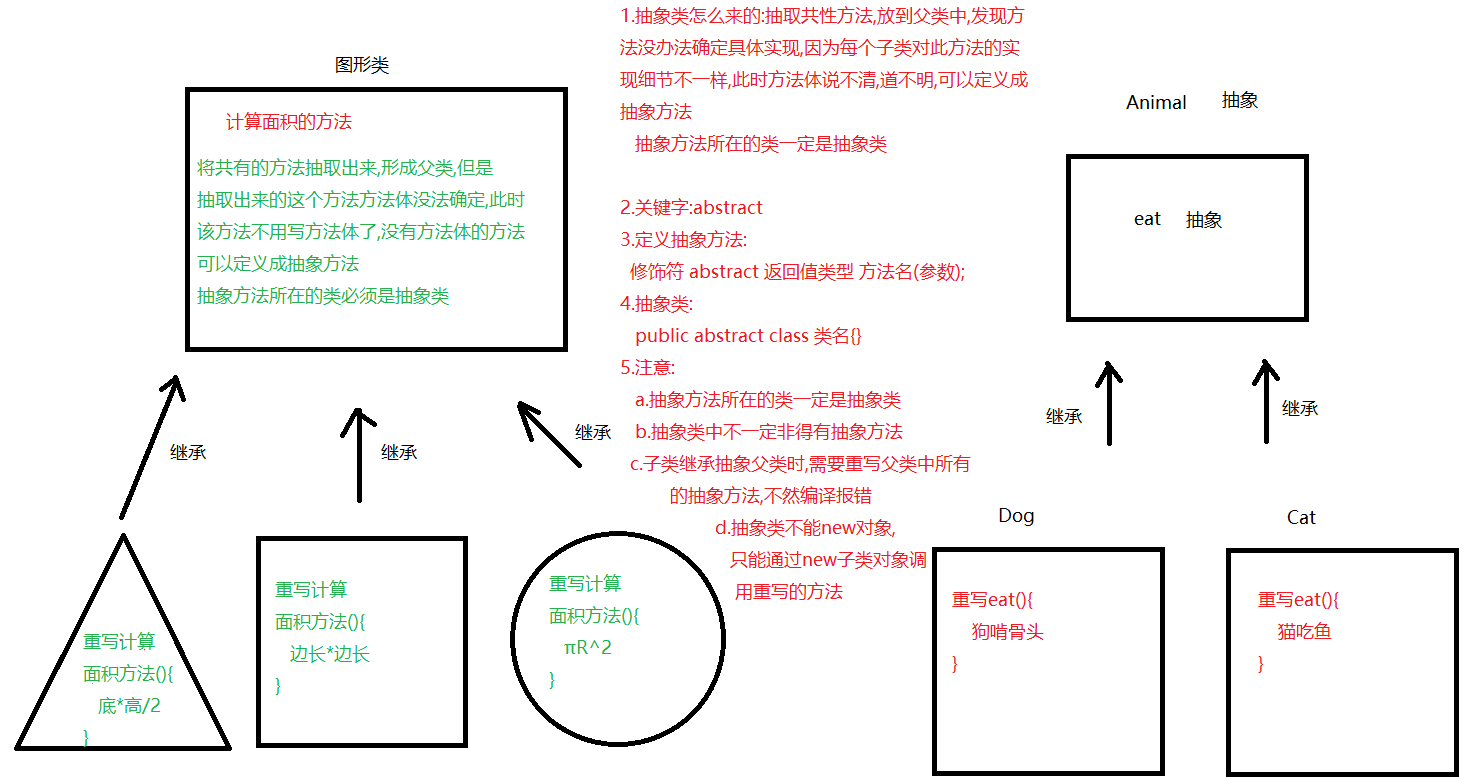 图形类
计算面积的方法
将共有的方法抽取出来,形成父类,但是
抽取出来的这个方法方法体没法确定,此时
该方法不用写方法体了,没有方法体的方法
可以定义成抽象方法
抽象方法所在的类必须是抽象类
继承
继承
继承
重写计算
面积方法(){
底*高/2
}
重写计算
面积方法(){
边长*边长
}
重写计算
面积方法(){
πR^2
}
1.抽象类怎么来的:抽取共性方法,放到父类中,发现方
法没办法确定具体实现,因为每个子类对此方法的实
现细节不一样,此时方法体说不清,道不明,可以定义成
抽象方法
抽象方法所在的类一定是抽象类
2.关键字:abstract
3.定义抽象方法:
修饰符 abstract 返回值类型 方法名(参数);
4.抽象类:
public abstract class 类名{}
5.注意:
a.抽象方法所在的类一定是抽象类
b.抽象类中不一定非得有抽象方法
c.子类继承抽象父类时,需要重写父类中所有
的抽象方法,不然编译报错
d.抽象类不能new对象,
只能通过new子类对象调
用重写的方法
Animal 抽象
eat 抽象
继承
继承
Dog
重写eat(){
狗啃骨头
}
Cat
重写eat(){
猫吃鱼
}